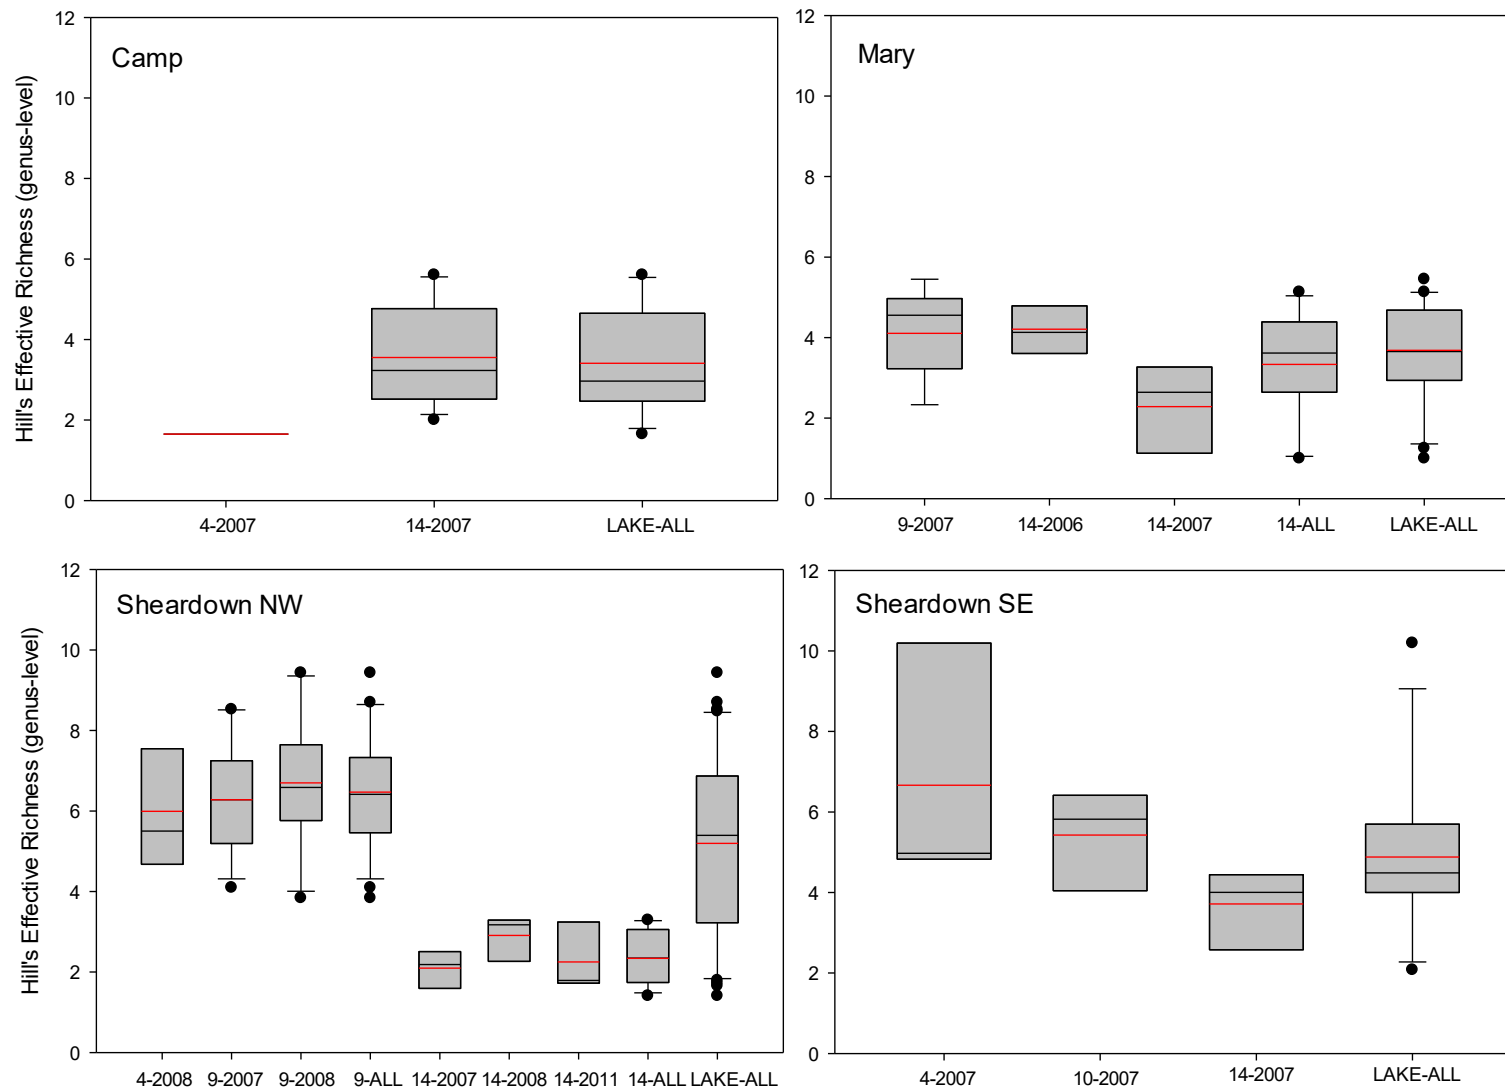 Camp
Hill's Effective Richness (genus-level)
12
10
8
6
4
2
0
4-2007 14-2007 LAKE-ALL
Mary
12
10
8
6
4
2
0
9-2007 14-2006 14-2007 14-ALL LAKE-ALL
Sheardown NW
Hill's Effective Richness (genus-level)
12
10
8
6
4
2
0
4-2008 9-2007 9-2008 9-ALL 14-2007 14-2008 14-2011 14-ALL LAKE-ALL
Sheardown SE
12
10
8
6
4
2
0
4-2007 10-2007 14-2007 LAKE-ALL